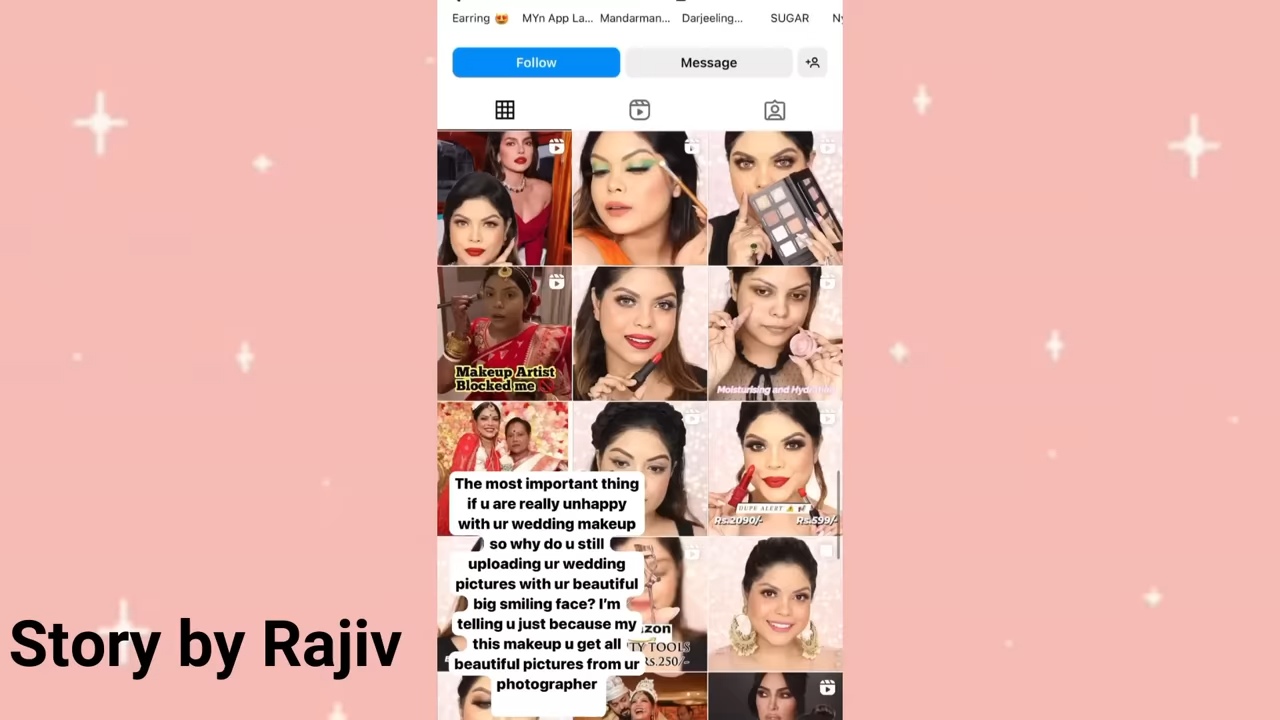 Earring 😍 MYn App La... Mandarman... Darjeeling... SUGAR
Follow Message
Makeup Artist
Blocked me
Moisturising and
DUPE ALERT ⚠️
Rs.2090/- Rs.599/-
The most important thing
if u are really unhappy
with ur wedding makeup
so why do u still
uploading ur wedding
pictures with ur beautiful
big smiling face? I'm
telling u just because my
this makeup u get all
beautiful pictures from ur
photographer
TOOLS
Rs.250/-
Story by Rajiv